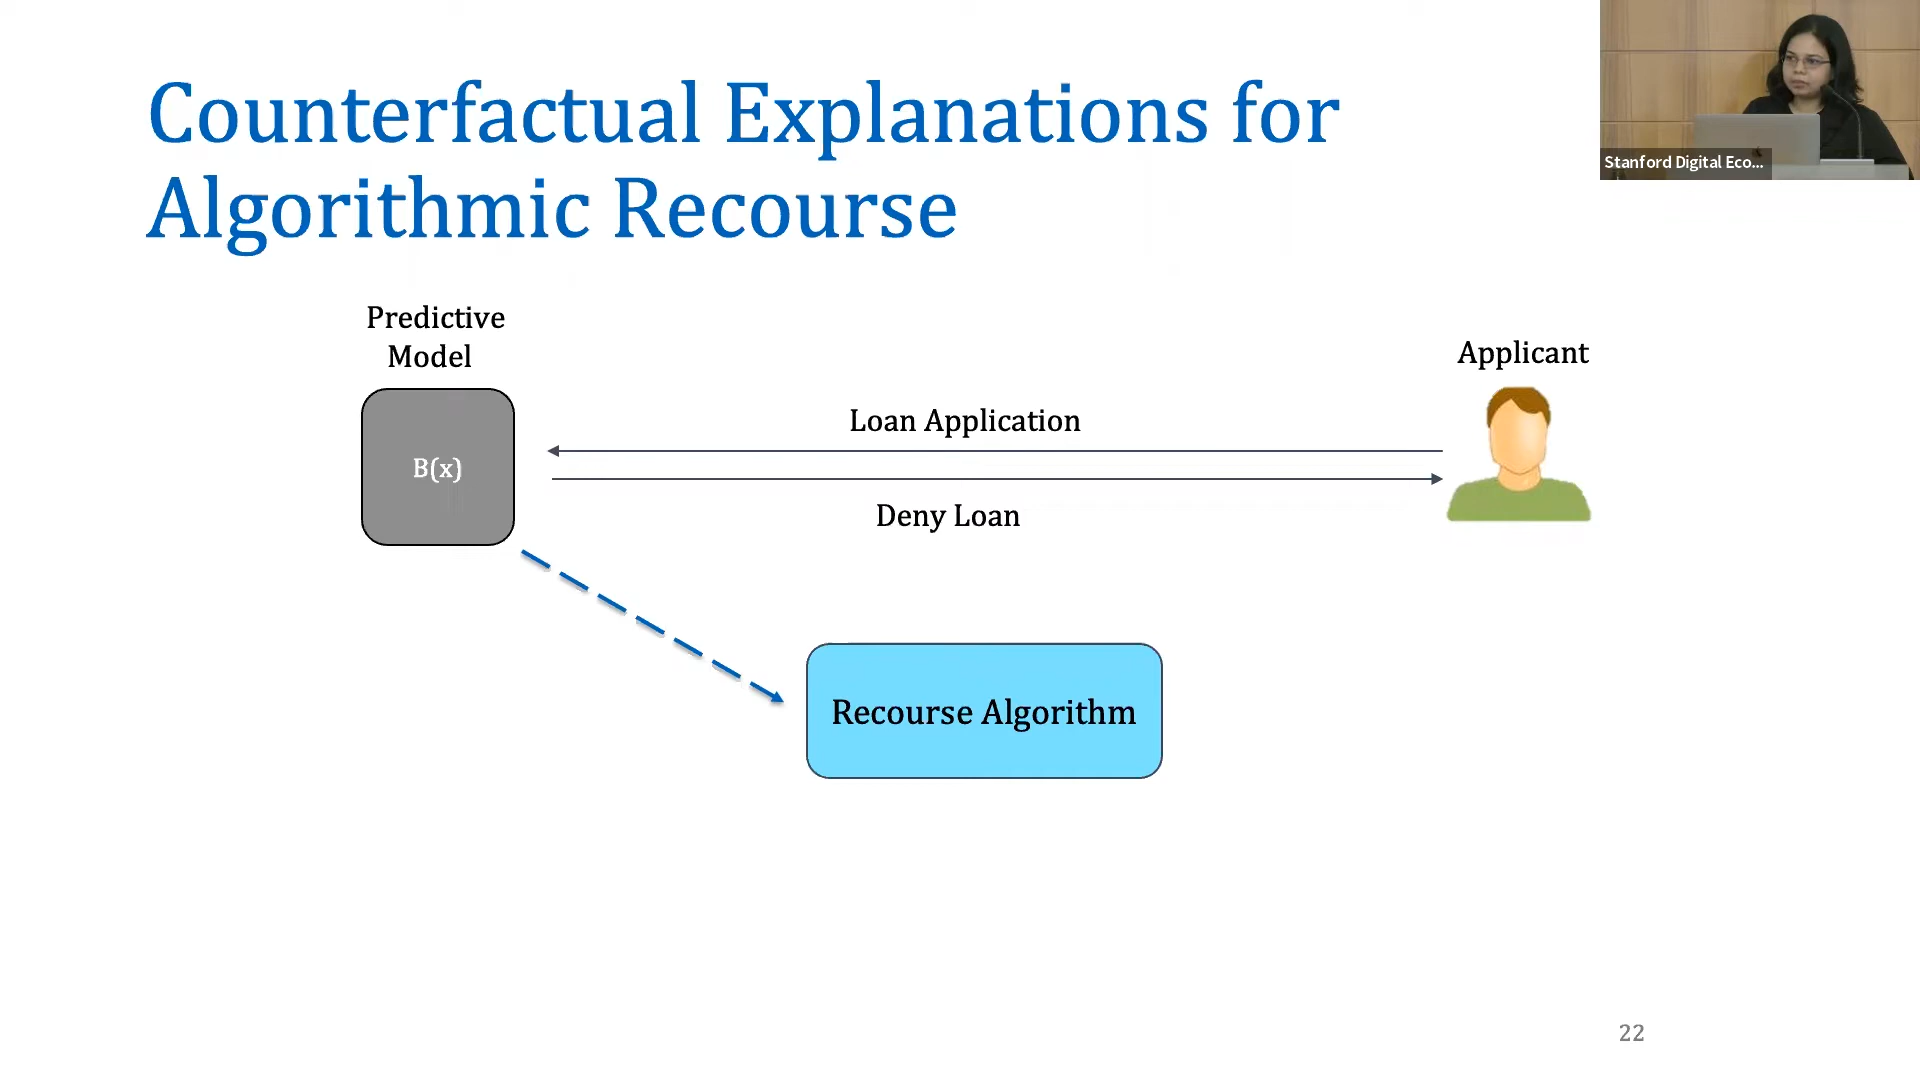 Counterfactual Explanations for
Algorithmic Recourse
Stanford Digital Eco...
Predictive
Model
Applicant
Loan Application
B(x)
Deny Loan
Recourse Algorithm
22